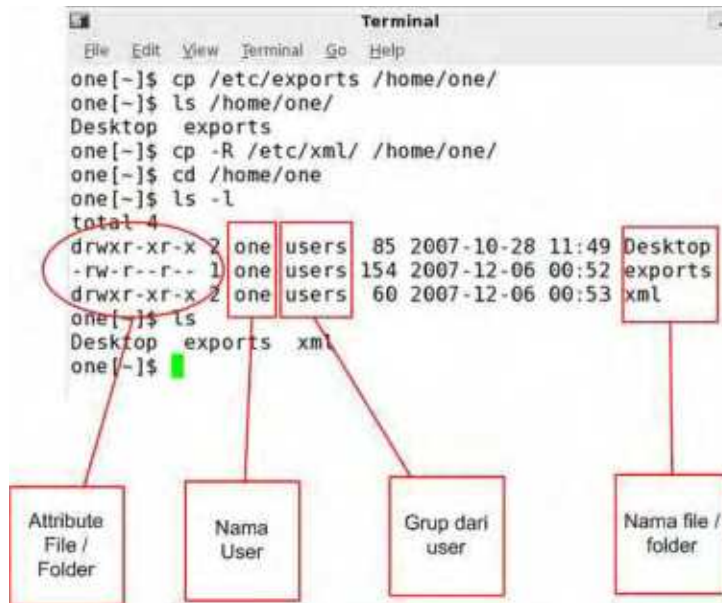 Terminal
File Edit View Terminal Go Help
one[~]$ cp /etc/exports /home/one/
one[~]$ ls /home/one/
Desktop exports
one[~]$ cp -R /etc/xml/ /home/one/
one[~]$ cd /home/one
one[~]$ ls -l
total 4
drwxr-xr-x 2 one users 85 2007-10-28 11:49 Desktop
-rw-r--r-- 1 one users 154 2007-12-06 00:52 exports
drwxr-xr-x 2 one users 60 2007-12-06 00:53 xml
one[~]$ ls
Desktop exports xml
one[~]$
Attribute
File /
Folder
Nama
User
Grup dari
user
Nama file /
folder